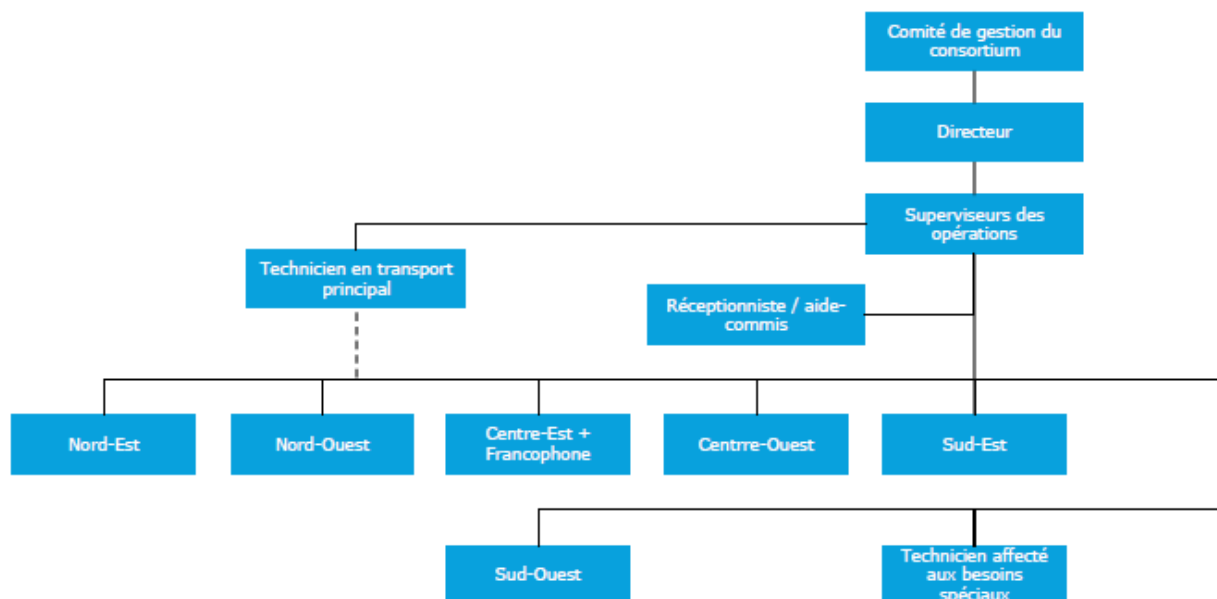 Comité de gestion du
consortium
Directeur
Superviseurs des
opérations
Technicien en transport
principal
Réceptionniste / aide-
commis
Nord-Est
Nord-Ouest
Centre-Est +
Francophone
Centrre-Ouest
Sud-Est
Sud-Ouest
Technicien affecté
aux besoins
spéciaux